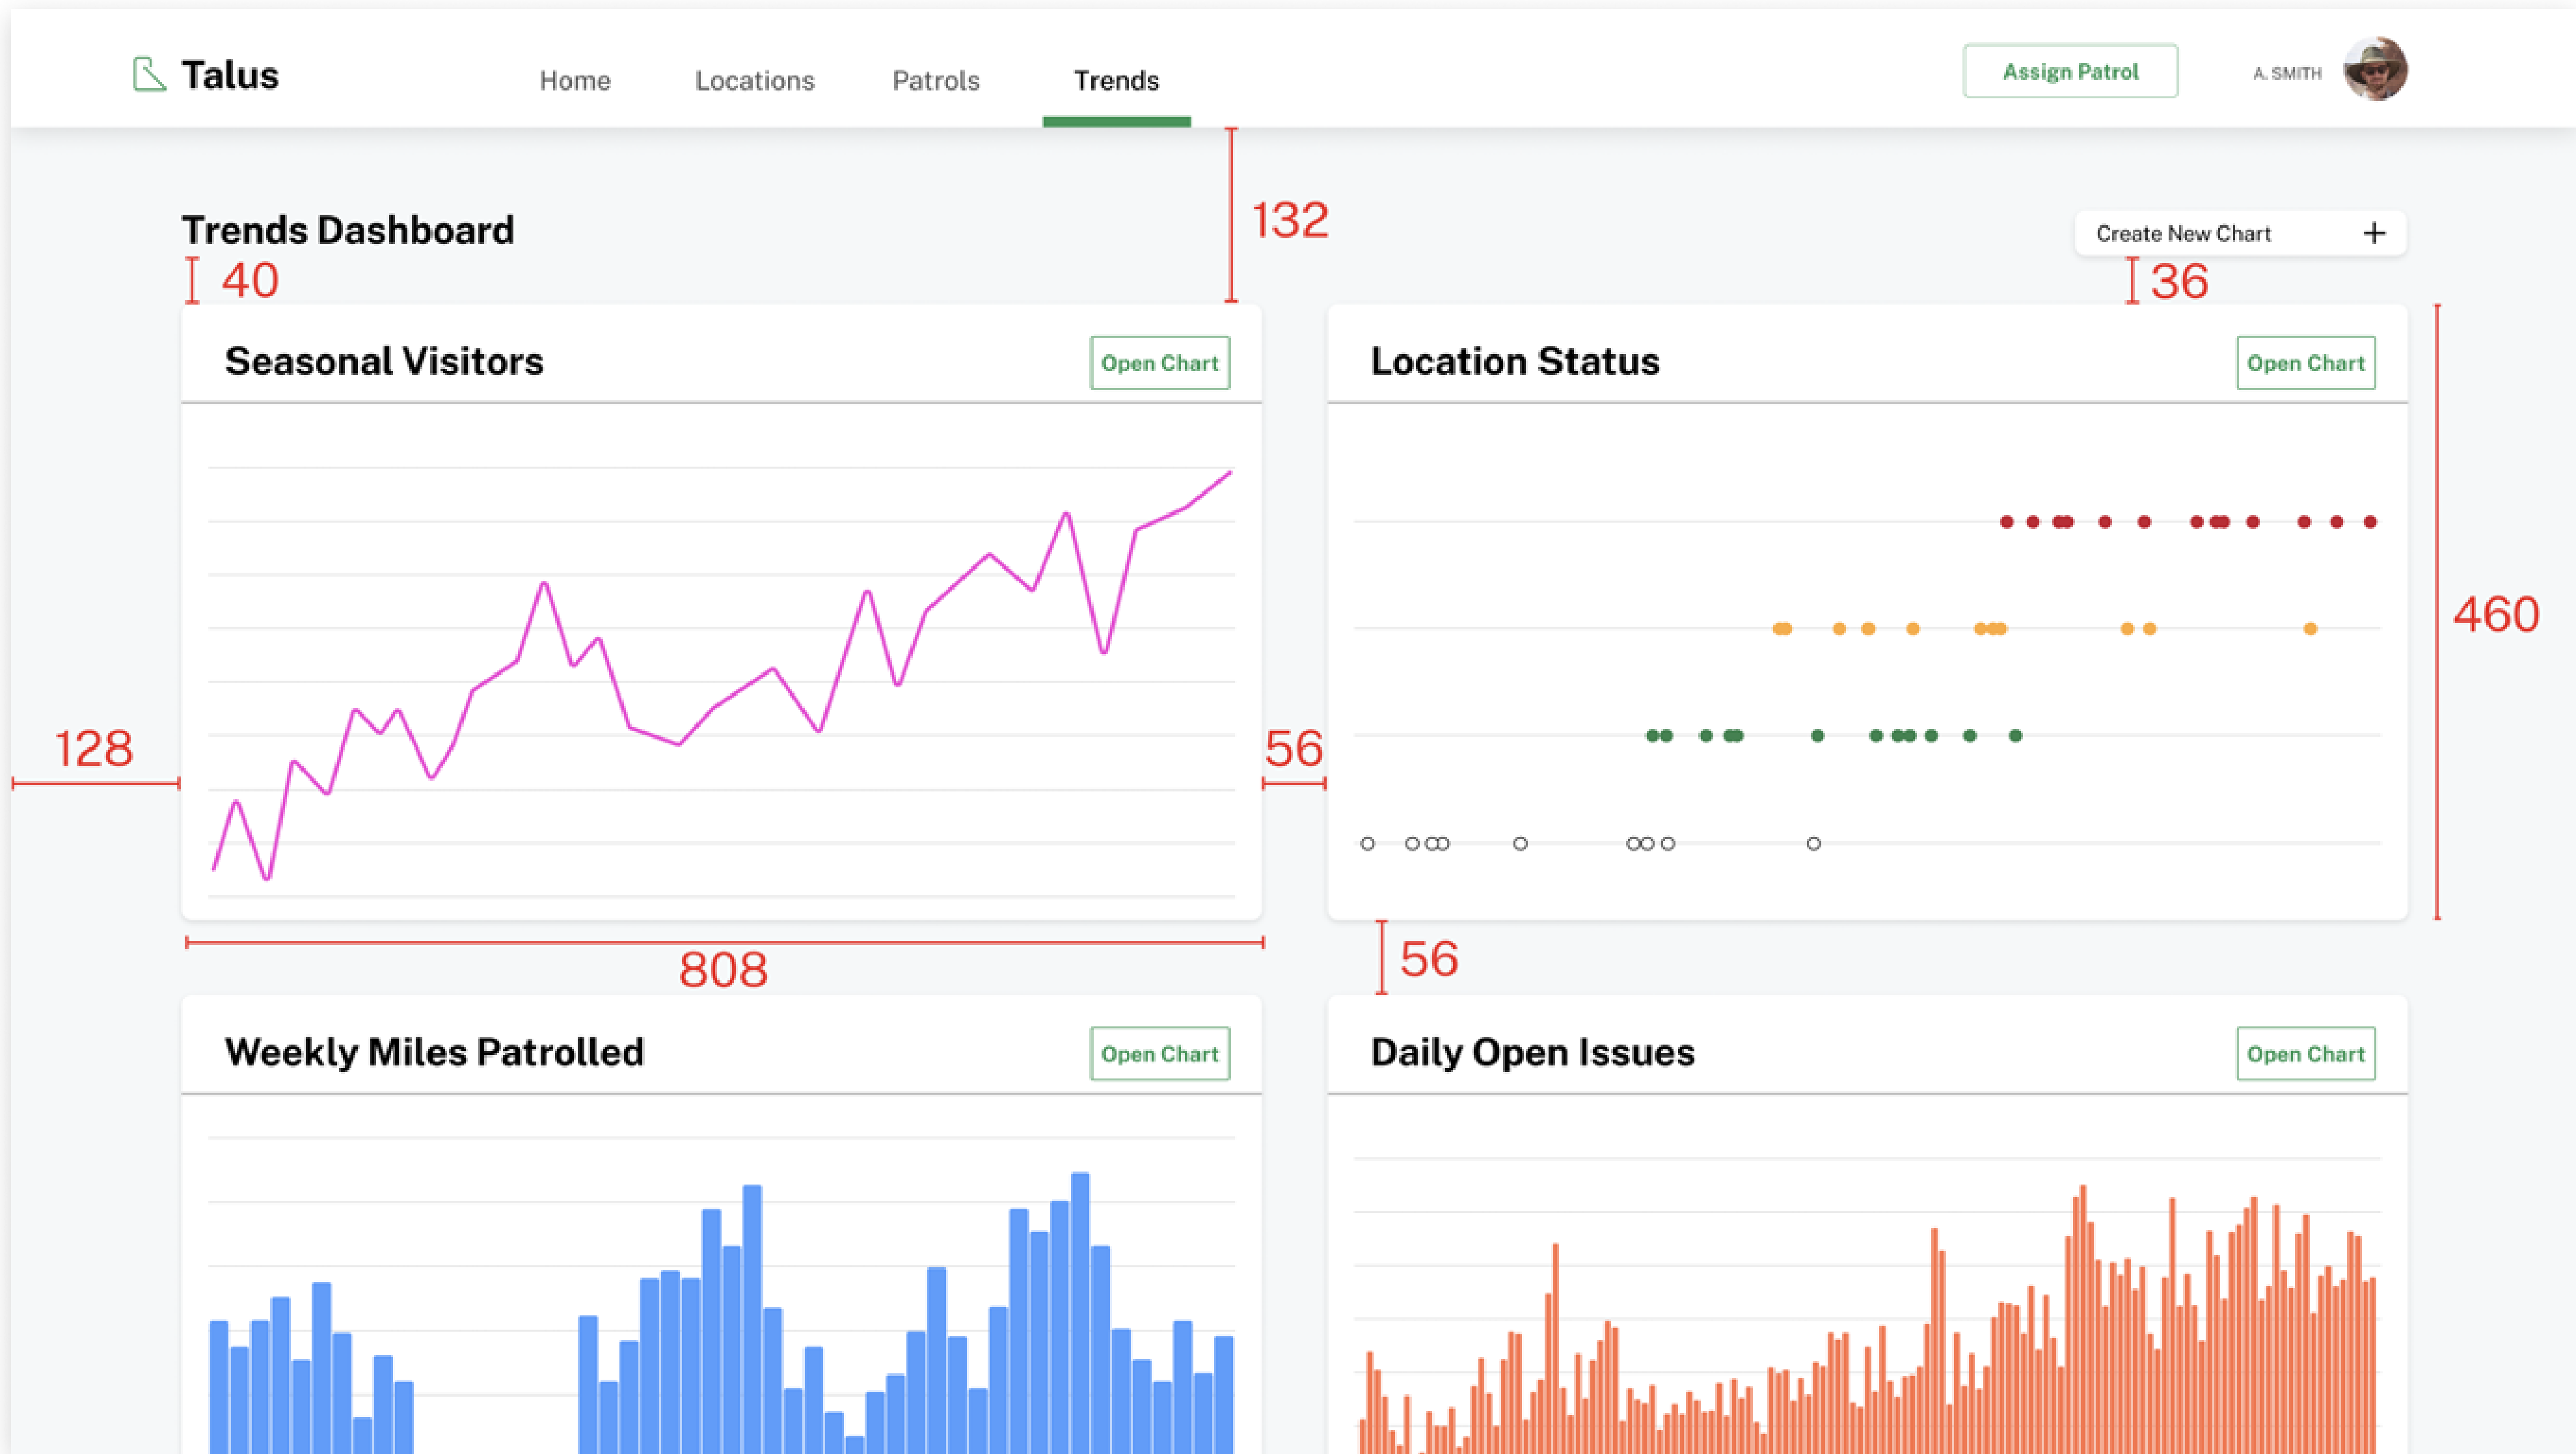 Talus
Home
Locations
Patrols
Trends
Assign Patrol
A. SMITH
132
Trends Dashboard
Create New Chart +
40
36
Seasonal Visitors
Open Chart
Location Status
Open Chart
460
128
56
808
56
Weekly Miles Patrolled
Open Chart
Daily Open Issues
Open Chart